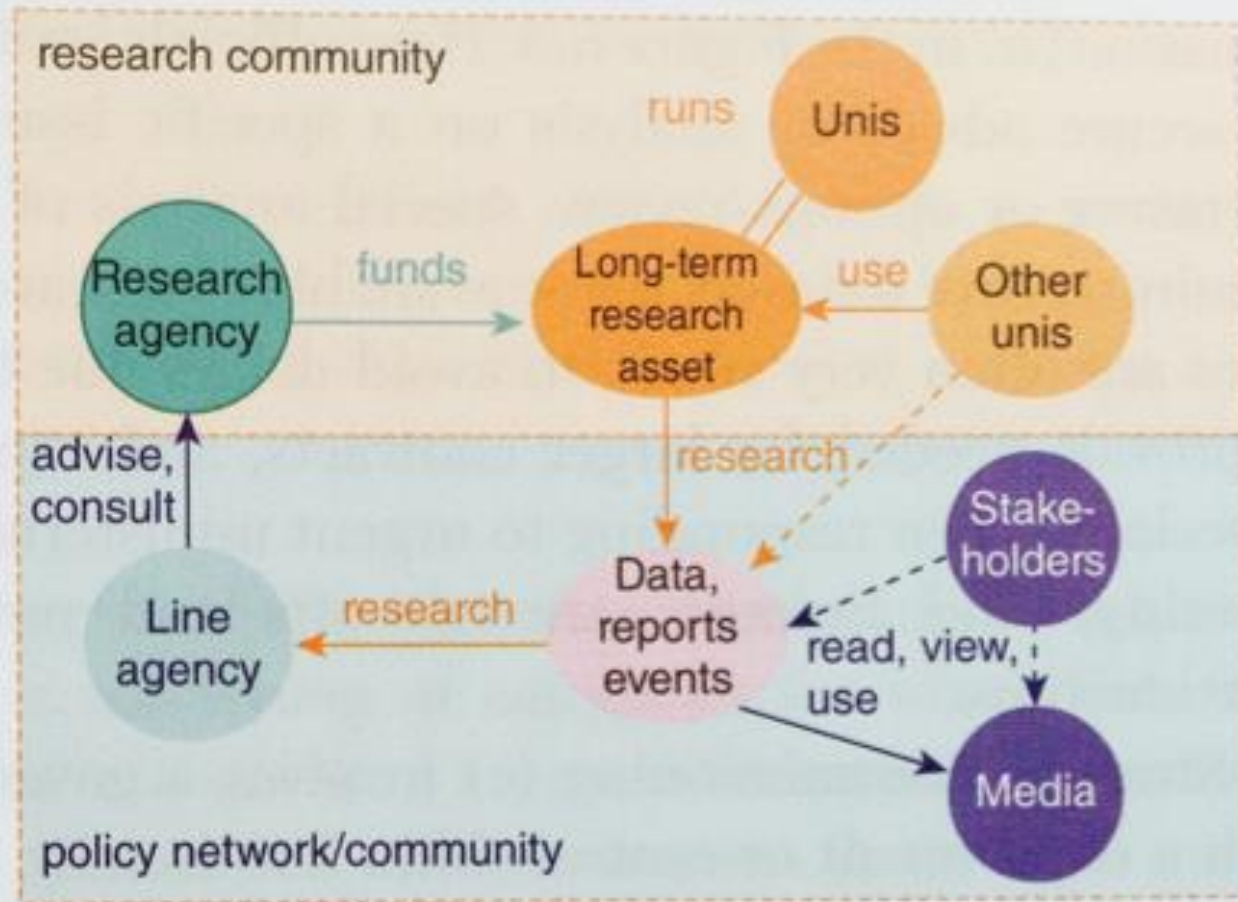 research community
runs
Unis
Research
agency
funds
Long-term
research
asset
use
Other
unis
advise,
consult
research
Stake-
holders
Line
agency
research
Data,
reports
events
read, view,
use
Media
policy network/community